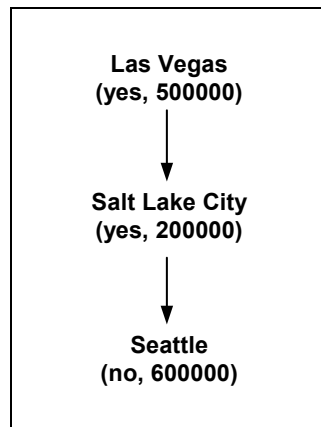 Las Vegas
(yes, 500000)
Salt Lake City
(yes, 200000)
Seattle
(no, 600000)